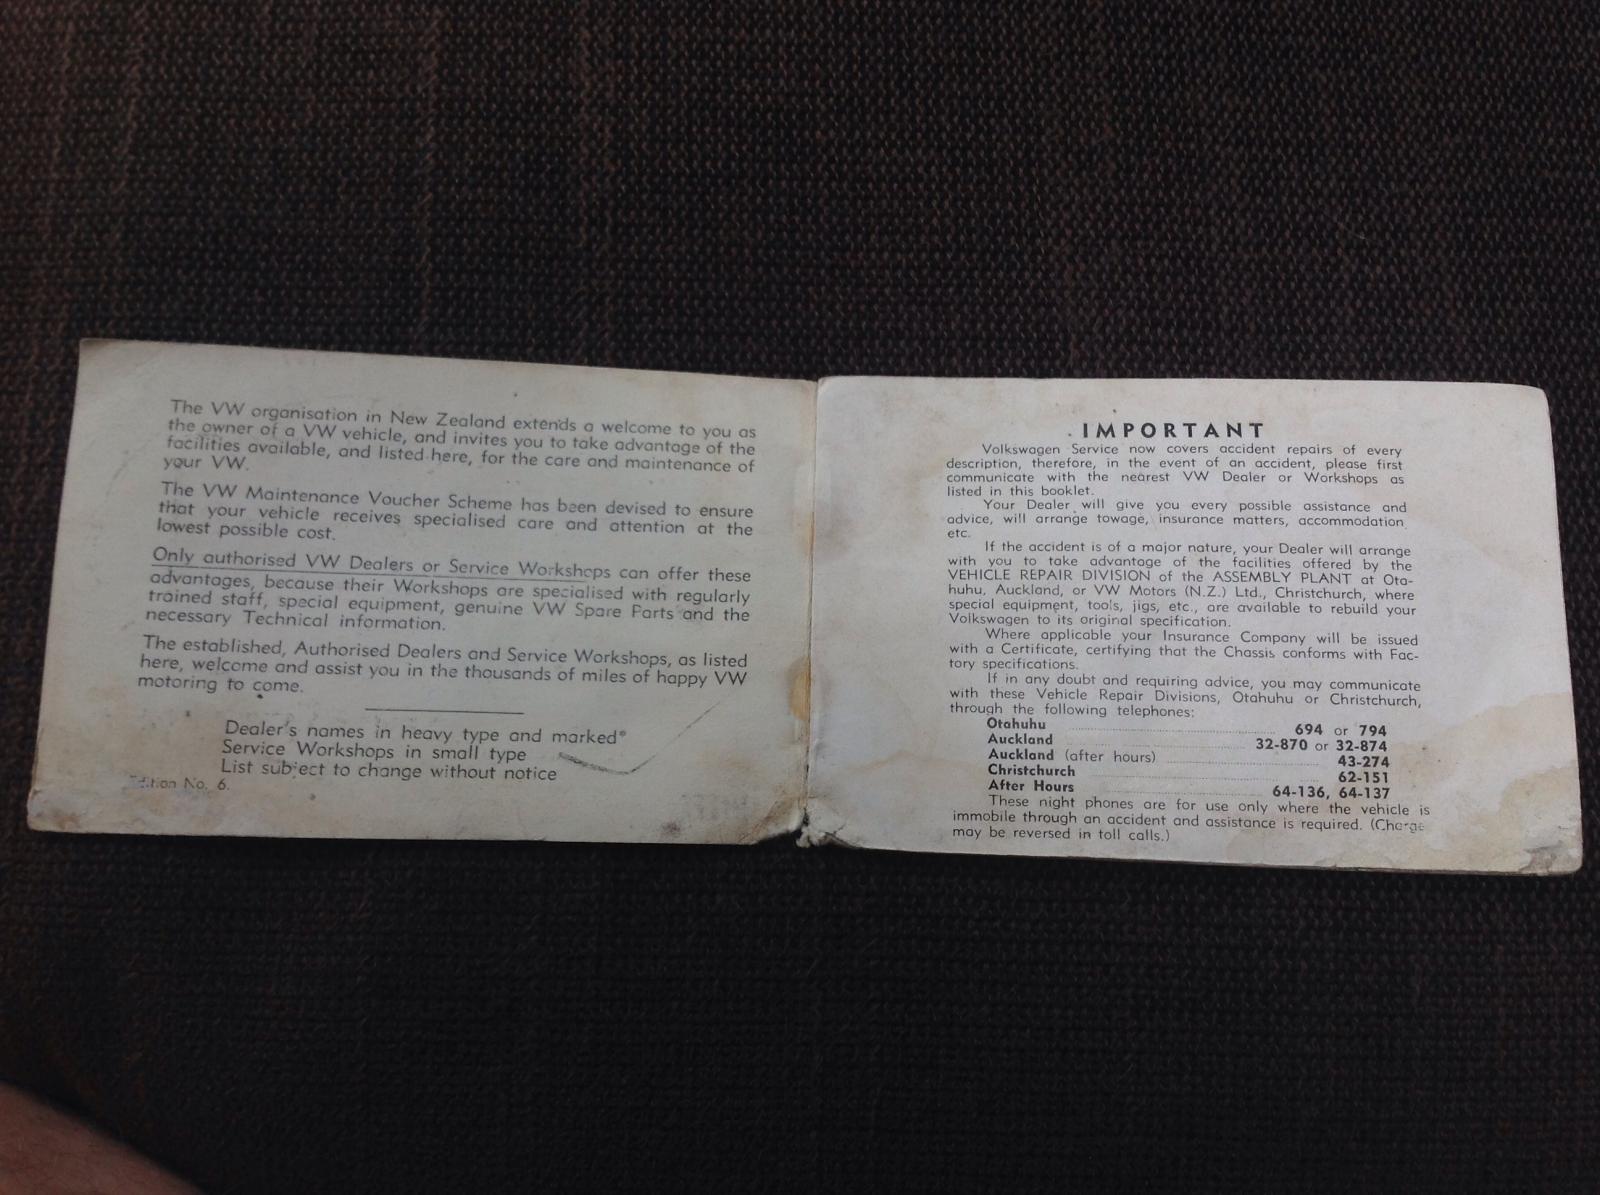 The VW organisation in New Zealand extends a welcome to you as
the owner of a VW vehicle, and invites you to take advantage of the
facilities available, and listed here, for the care and maintenance of
your VW.
The VW Maintenance Voucher Scheme has been devised to ensure
that your vehicle receives specialised care and attention at the
lowest possible cost.
Only authorised VW Dealers or Service Workshops can offer these
advantages, because their Workshops are specialised with regularly
trained staff, special equipment, genuine VW Spare Parts and the
necessary Technical information.
The established, Authorised Dealers and Service Workshops, as listed
here, welcome and assist you in the thousands of miles of happy VW
motoring to come.
Dealer's names in heavy type and marked*
Service Workshops in small type
List subject to change without notice
Edition No. 6.
IMPORTANT
Volkswagen Service now covers accident repairs of every
description, therefore, in the event of an accident, please first
communicate with the nearest VW Dealer or Workshops as
listed in this booklet.
Your Dealer will give you every possible assistance and
advice, will arrange towage, insurance matters, accommodation
etc.
If the accident is of a major nature, your Dealer will arrange
with you to take advantage of the facilities offered by the
VEHICLE REPAIR DIVISION of the ASSEMBLY PLANT at Ota-
huhu, Auckland, or VW Motors (N.Z.) Ltd., Christchurch, where
special equipment, tools, jigs, etc., are available to rebuild your
Volkswagen to its original specification.
Where applicable your Insurance Company will be issued
with a Certificate, certifying that the Chassis conforms with Fac-
tory specifications.
If in any doubt and requiring advice, you may communicate
with these Vehicle Repair Divisions, Otahuhu or Christchurch,
through the following telephones:
Otahuhu 694 or 794
Auckland 32-870 or 32-874
Auckland (after hours) 43-274
Christchurch 62-151
After Hours 64-136, 64-137
These night phones are for use only where the vehicle is
immobile through an accident and assistance is required. (Charge
may be reversed in toll calls.)